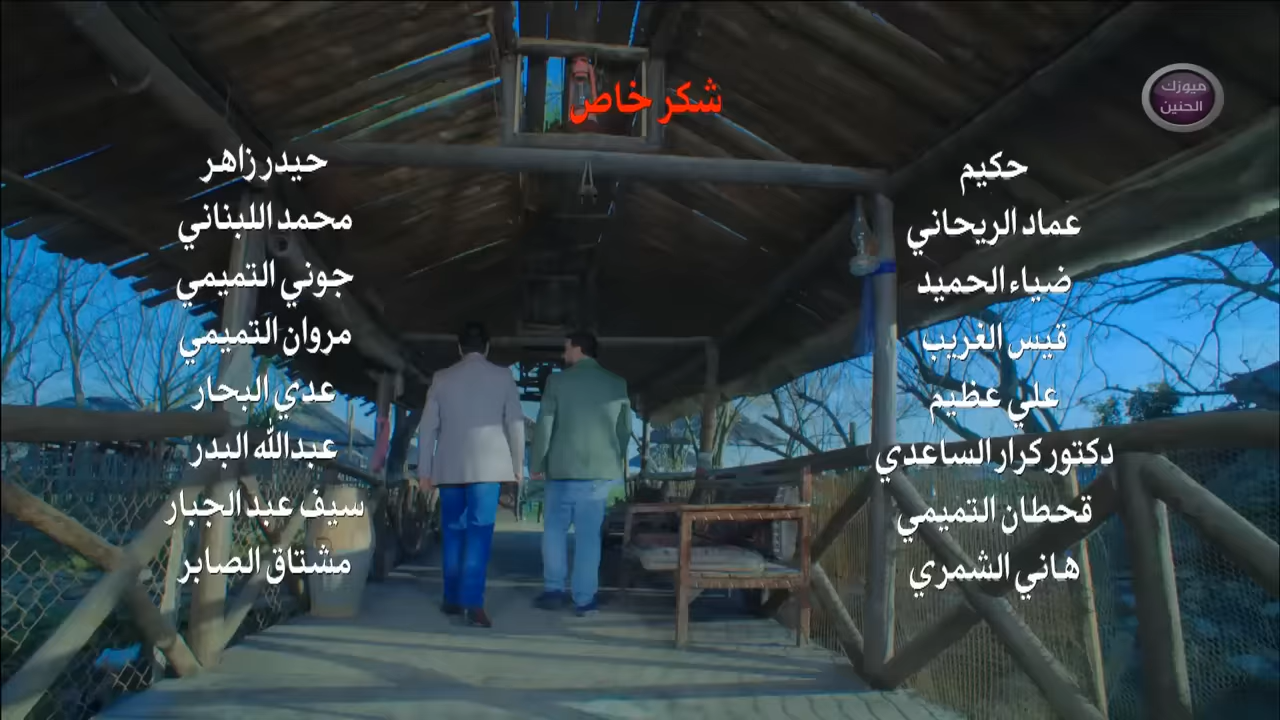 شكر خاص
ميوزك
الحنين
حكيم
عماد الريحاني
ضياء الحميد
قيس الغريب
علي عظيم
دكتور كرار الساعدي
قحطان التميمي
هاني الشمري
حيدر زاهر
محمد اللبناني
جوني التميمي
مروان التميمي
عدي البحار
عبدالله البدر
سيف عبد الجبار
مشتاق الصابر